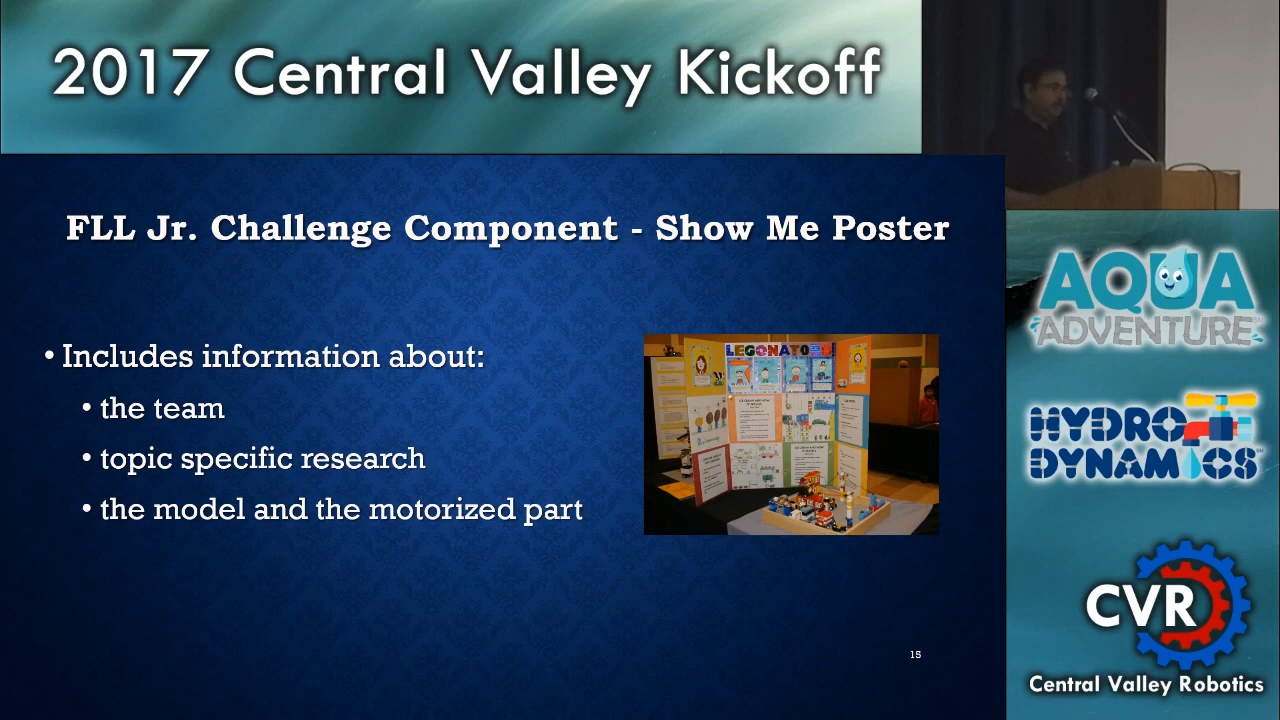 2017 Central Valley Kickoff
FLL Jr. Challenge Component - Show Me Poster
• Includes information about:
• the team
• topic specific research
• the model and the motorized part
LEGONATO
15
AQUA
ADVENTURE
HYDRO
DYNAMICS
CVR
Central Valley Robotics